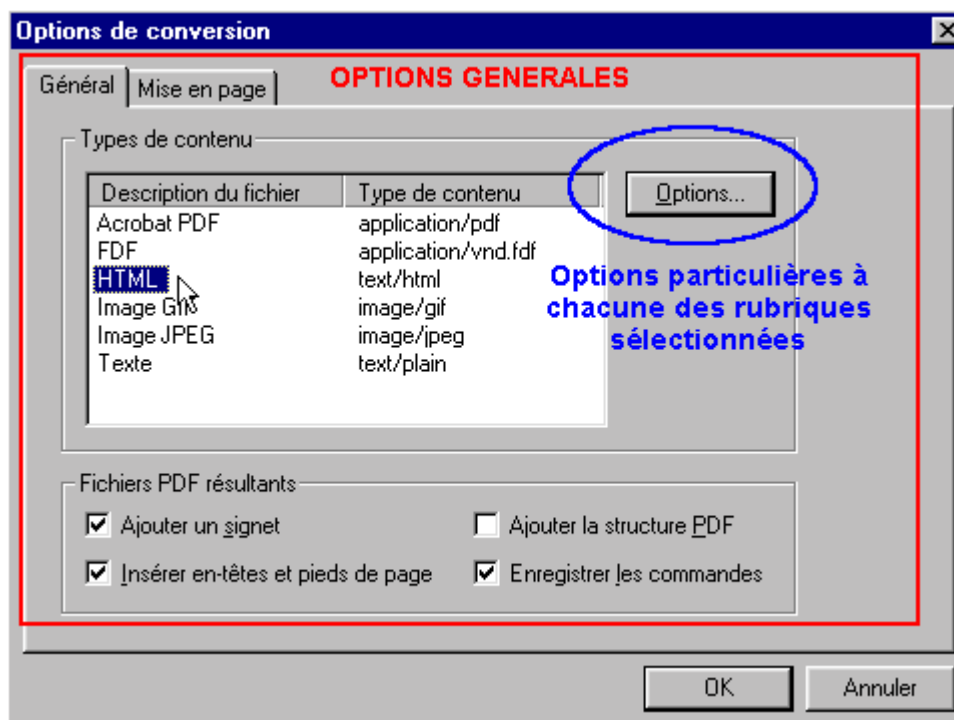 Options de conversion
Général
Mise en page
OPTIONS GENERALES
Types de contenu
Description du fichier Type de contenu
Options...
Acrobat PDF application/pdf
FDF application/vnd.fdf
HTML text/html
Image GIF image/gif
Image JPEG image/jpeg
Texte text/plain
Options particulières à
chacune des rubriques
sélectionnées
Fichiers PDF résultants
Ajouter un signet
Ajouter la structure PDF
Insérer en-têtes et pieds de page
Enregistrer les commandes
OK
Annuler